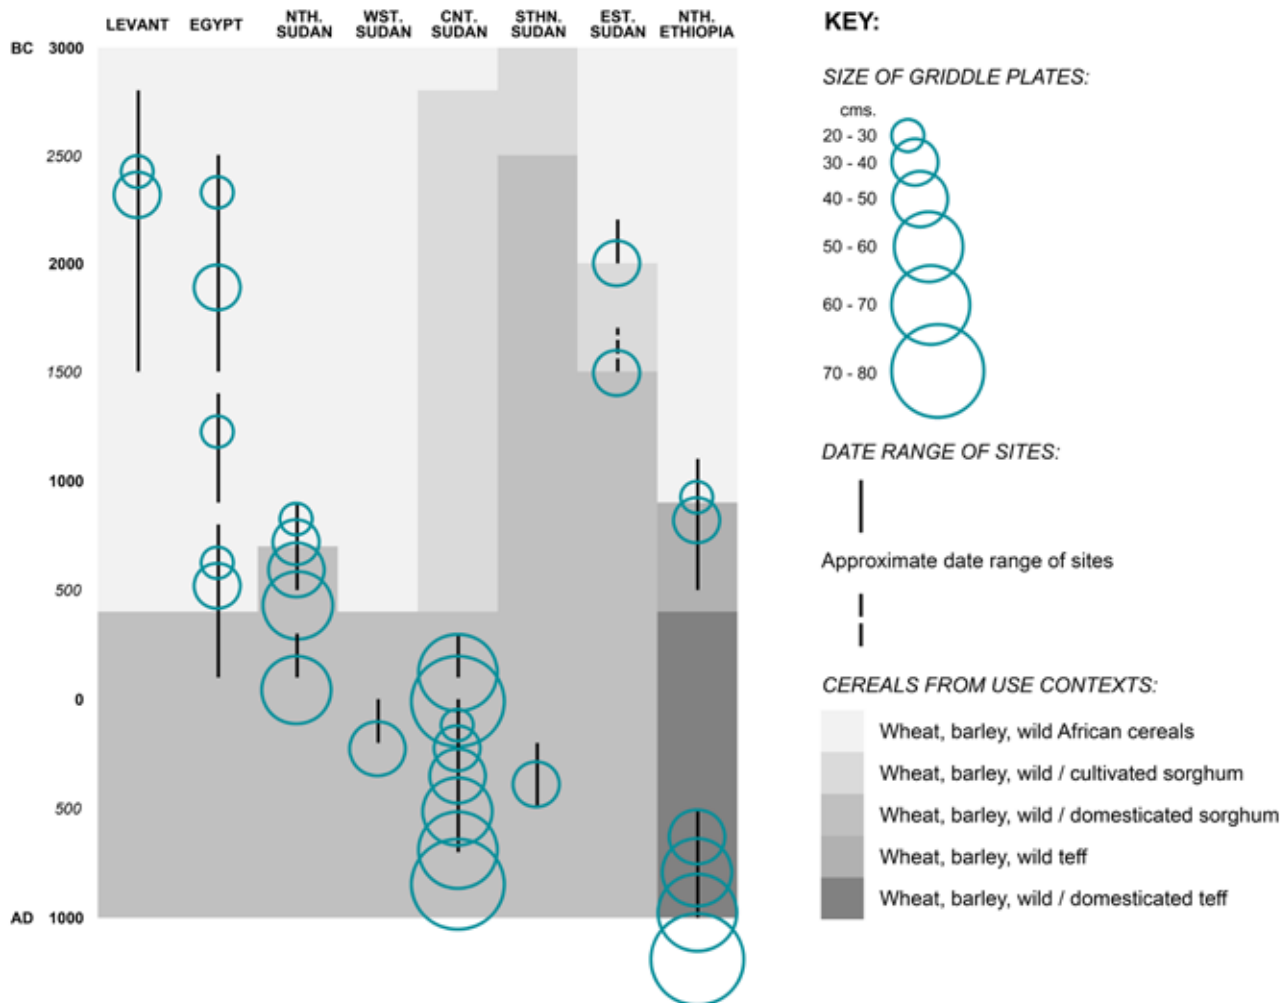 LEVANT EGYPT NTH. SUDAN WST. SUDAN CNT. SUDAN STHN. SUDAN EST. SUDAN NTH. ETHIOPIA
BC 3000
2500
2000
1500
1000
500
0
500
AD 1000
KEY:
SIZE OF GRIDDLE PLATES:
cms.
20 - 30
30 - 40
40 - 50
50 - 60
60 - 70
70 - 80
DATE RANGE OF SITES:
Approximate date range of sites
CEREALS FROM USE CONTEXTS:
Wheat, barley, wild African cereals
Wheat, barley, wild / cultivated sorghum
Wheat, barley, wild / domesticated sorghum
Wheat, barley, wild teff
Wheat, barley, wild / domesticated teff